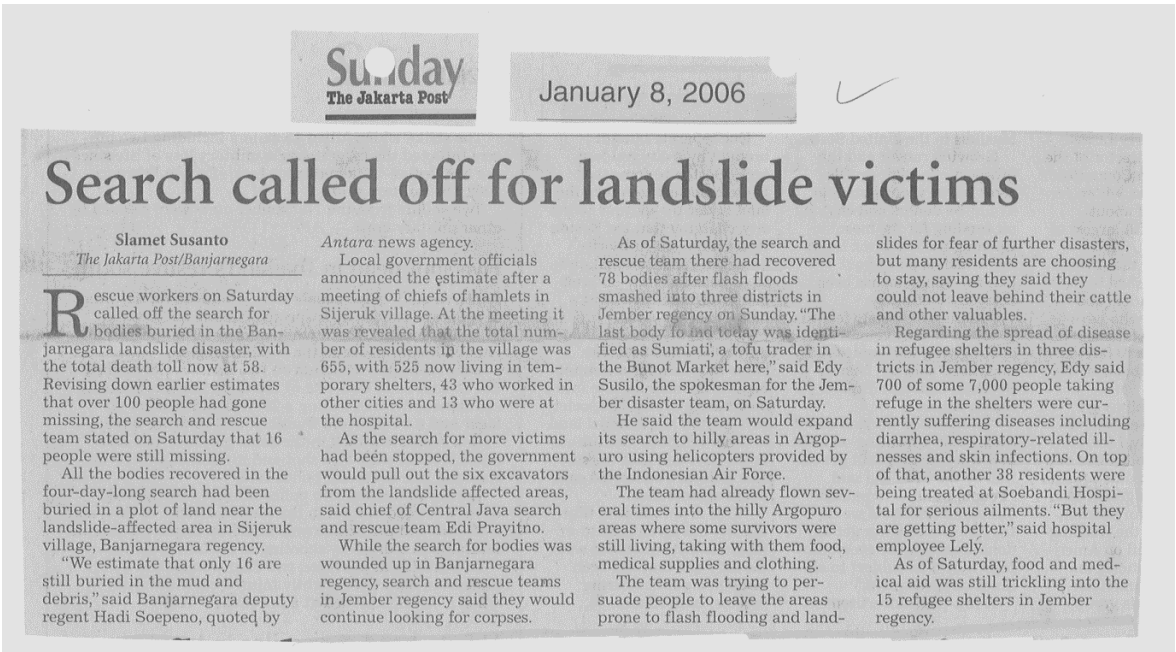 Sunday
The Jakarta Post
January 8, 2006
Search called off for landslide victims
Slamet Susanto
The Jakarta Post/Banjarnegara
Rescue workers on Saturday
called off the search for
bodies buried in the Ban-
jarnegara landslide disaster, with
the total death toll now at 58.
Revising down earlier estimates
that over 100 people had gone
missing, the search and rescue
team stated on Saturday that 16
people were still missing.
All the bodies recovered in the
four-day-long search had been
buried in a plot of land near the
landslide-affected area in Sijeruk
village, Banjarnegara regency.
"We estimate that only 16 are
still buried in the mud and
debris," said Banjarnegara deputy
regent Hadi Soepeno, quoted by
Antara news agency.
Local government officials
announced the estimate after a
meeting of chiefs of hamlets in
Sijeruk village. At the meeting it
was revealed that the total num-
ber of residents in the village was
655, with 525 now living in tem-
porary shelters, 43 who worked in
other cities and 13 who were at
the hospital.
As the search for more victims
had been stopped, the government
would pull out the six excavators
from the landslide affected areas,
said chief of Central Java search
and rescue team Edi Prayitno.
While the search for bodies was
wounded up in Banjarnegara
regency, search and rescue teams
in Jember regency said they would
continue looking for corpses.
As of Saturday, the search and
rescue team there had recovered
78 bodies after flash floods
smashed into three districts in
Jember regency on Sunday. "The
last body found today was identi-
fied as Sumiati, a tofu trader in
the Bunot Market here," said Edy
Susilo, the spokesman for the Jem-
ber disaster team, on Saturday.
He said the team would expand
its search to hilly areas in Argop-
uro using helicopters provided by
the Indonesian Air Force.
The team had already flown sev-
eral times into the hilly Argopuro
areas where some survivors were
still living, taking with them food,
medical supplies and clothing.
The team was trying to per-
suade people to leave the areas
prone to flash flooding and land-
slides for fear of further disasters,
but many residents are choosing
to stay, saying they said they
could not leave behind their cattle
and other valuables.
Regarding the spread of disease
in refugee shelters in three dis-
tricts in Jember regency, Edy said
700 of some 7,000 people taking
refuge in the shelters were cur-
rently suffering diseases including
diarrhea, respiratory-related ill-
nesses and skin infections. On top
of that, another 38 residents were
being treated at Soebandi Hospi-
tal for serious ailments. "But they
are getting better," said hospital
employee Lely.
As of Saturday, food and med-
ical aid was still trickling into the
15 refugee shelters in Jember
regency.